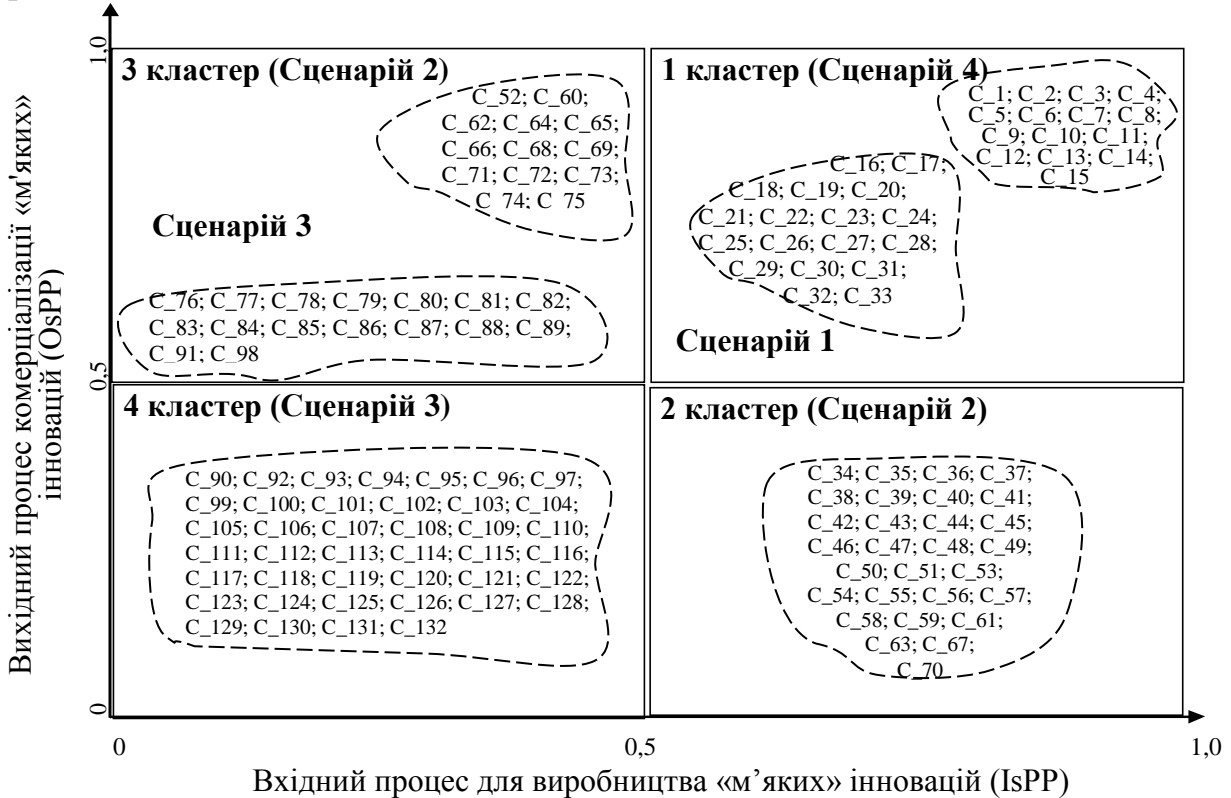 Вихідний процес комерціалізації «м'яких»
інновацій (OsPP)
1,0
0,5
0
3 кластер (Сценарій 2)
C_52; C_60;
C_62; C_64; C_65;
C_66; C_68; C_69;
C_71; C_72; C_73;
C_74; C_75
Сценарій 3
C_76; C_77; C_78; C_79; C_80; C_81; C_82;
C_83; C_84; C_85; C_86; C_87; C_88; C_89;
C_91; C_98
1 кластер (Сценарій 4)
C_1; C_2; C_3; C_4;
C_5; C_6; C_7; C_8;
C_9; C_10; C_11;
C_12; C_13; C_14;
C_15
C_16; C_17;
C_18; C_19; C_20;
C_21; C_22; C_23; C_24;
C_25; C_26; C_27; C_28;
C_29; C_30; C_31;
C_32; C_33
Сценарій 1
4 кластер (Сценарій 3)
C_90; C_92; C_93; C_94; C_95; C_96; C_97;
C_99; C_100; C_101; C_102; C_103; C_104;
C_105; C_106; C_107; C_108; C_109; C_110;
C_111; C_112; C_113; C_114; C_115; C_116;
C_117; C_118; C_119; C_120; C_121; C_122;
C_123; C_124; C_125; C_126; C_127; C_128;
C_129; C_130; C_131; C_132
2 кластер (Сценарій 2)
C_34; C_35; C_36; C_37;
C_38; C_39; C_40; C_41;
C_42; C_43; C_44; C_45;
C_46; C_47; C_48; C_49;
C_50; C_51; C_53;
C_54; C_55; C_56; C_57;
C_58; C_59; C_61;
C_63; C_67;
C_70
0
0,5
1,0
Вхідний процес для виробництва «м’яких» інновацій (IsPP)